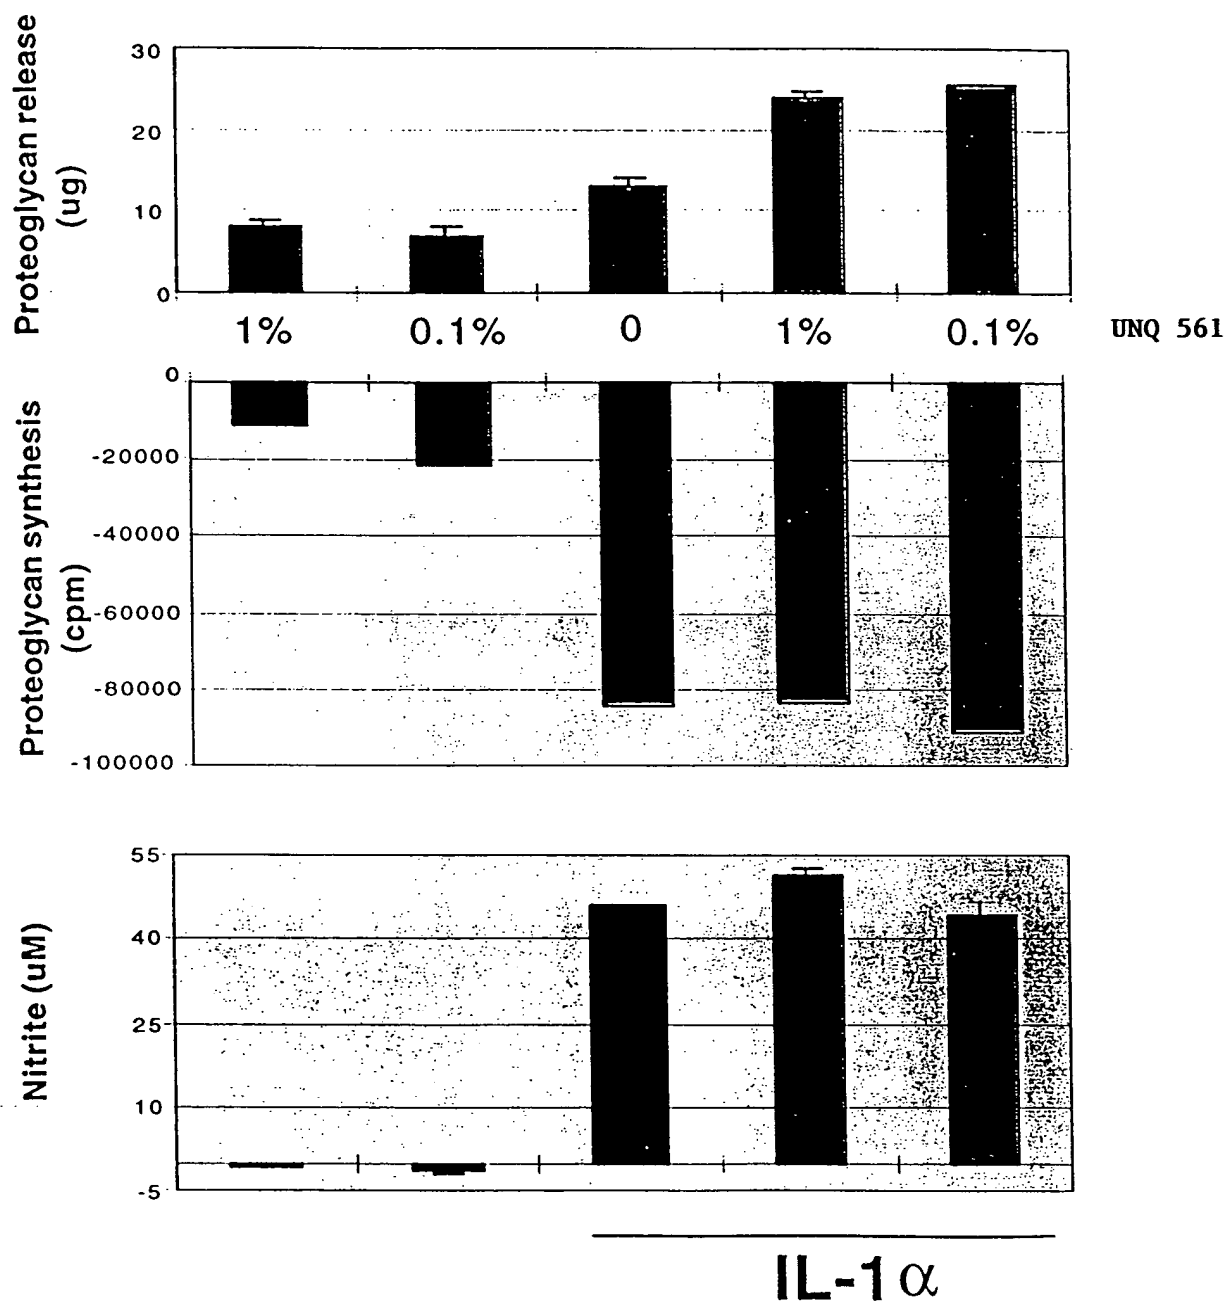 Proteoglycan release
(ug)
30
20
10
0
1% 0.1% 0 1% 0.1% UNQ 561
Proteoglycan synthesis
(cpm)
0
-20000
-40000
-60000
-80000
-100000
Nitrite (uM)
55
40
25
10
-5
IL-1α